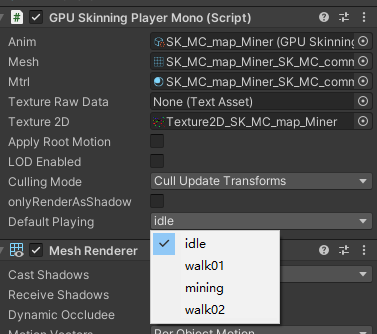 GPU Skinning Player Mono (Script)
Anim SK_MC_map_Miner (GPU Skinning
Mesh SK_MC_map_Miner_SK_MC_comm
Mtrl SK_MC_map_Miner_SK_MC_comm
Texture Raw Data None (Text Asset)
Texture 2D Texture2D_SK_MC_map_Miner
Apply Root Motion
LOD Enabled
Culling Mode Cull Update Transforms
onlyRenderAsShadow
Default Playing idle
idle
Mesh Renderer
walk01
Cast Shadows
mining
Receive Shadows
walk02
Dynamic Occludee
Motion Vectors Per Object Motion